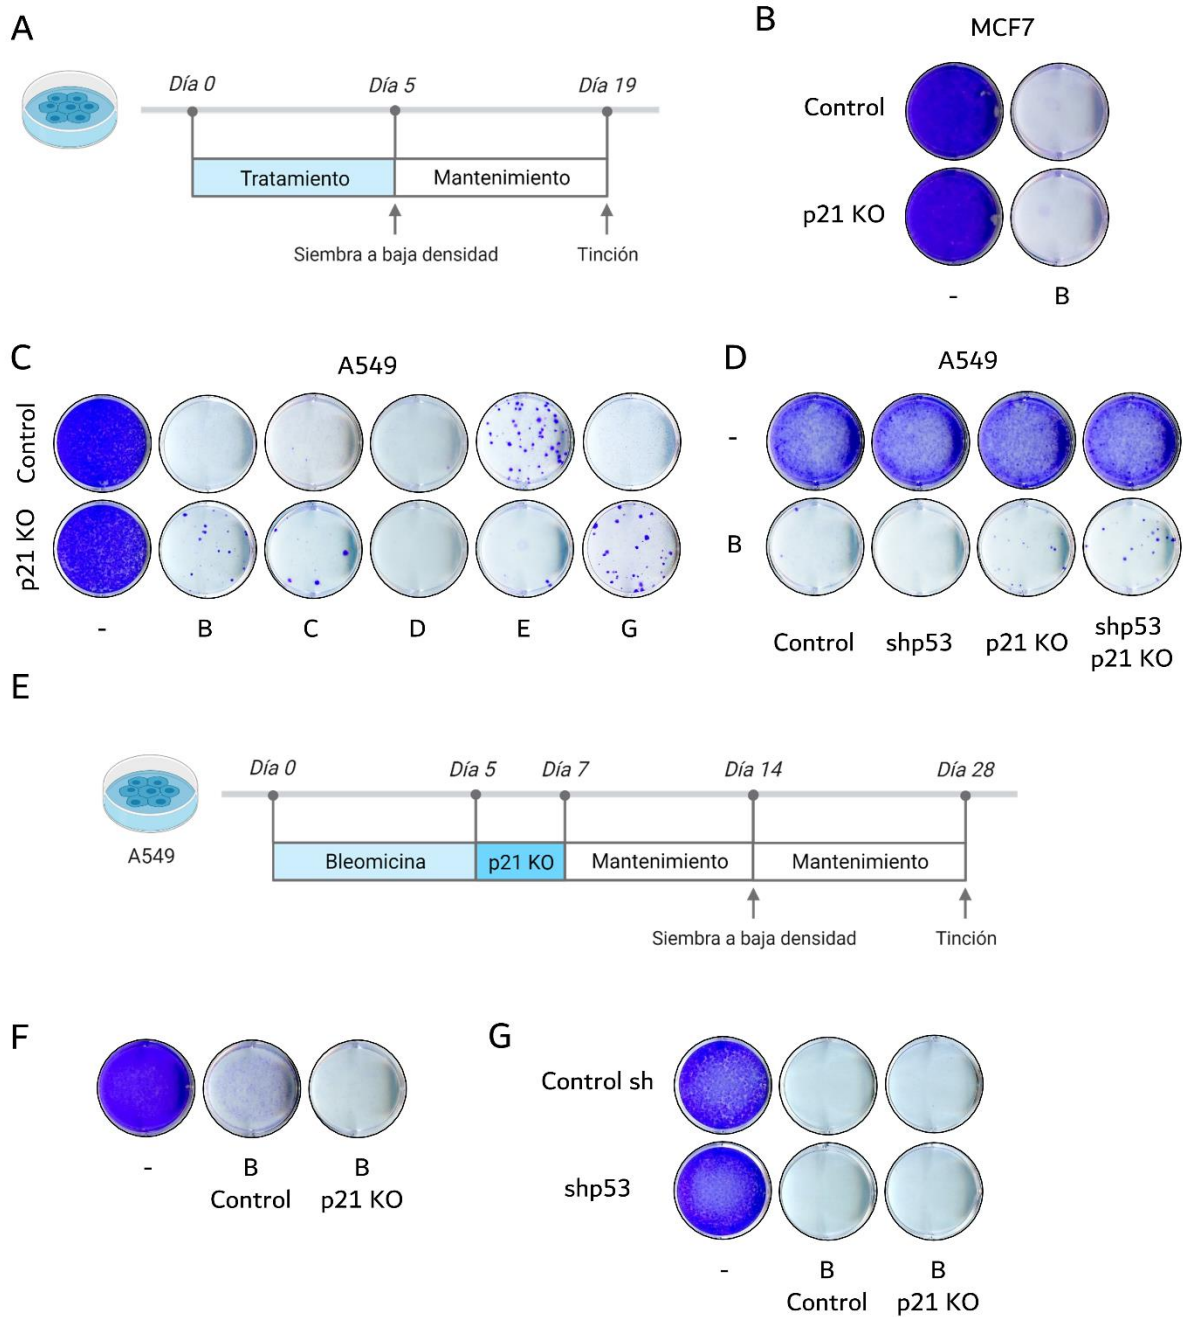 A
Día 0
Día 5
Día 19
Tratamiento
Mantenimiento
Siembra a baja densidad
Tinción
B
MCF7
Control
p21 KO
-
B
C
A549
Control
p21 KO
-
B
C
D
E
G
D
A549
-
B
Control
shp53
p21 KO
shp53
p21 KO
E
Día 0
Día 5
Día 7
Día 14
Día 28
A549
Bleomicina
p21 KO
Mantenimiento
Mantenimiento
Siembra a baja densidad
Tinción
F
-
B
Control
B
p21 KO
G
Control sh
shp53
-
B
Control
B
p21 KO